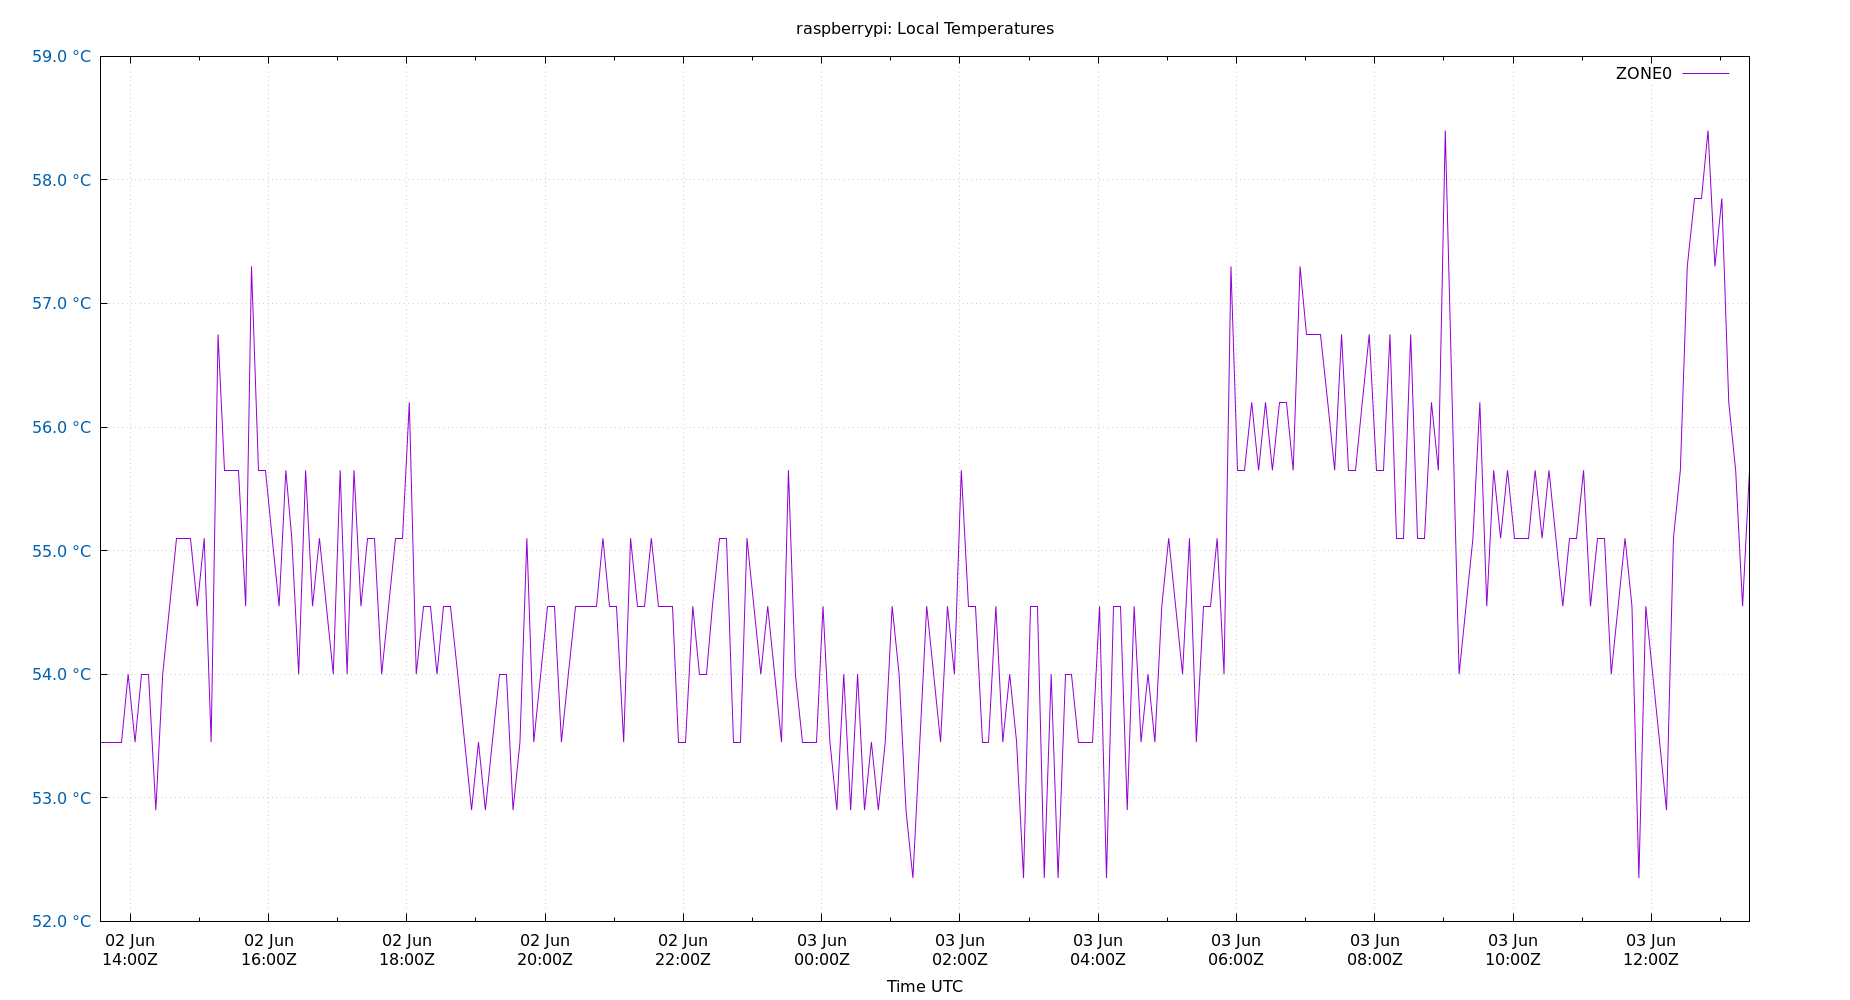 raspberrypi: Local Temperatures
ZONE0
59.0 °C
58.0 °C
57.0 °C
56.0 °C
55.0 °C
54.0 °C
53.0 °C
52.0 °C
02 Jun 02 Jun 02 Jun 02 Jun 02 Jun 03 Jun 03 Jun 03 Jun 03 Jun 03 Jun 03 Jun 03 Jun
14:00Z 16:00Z 18:00Z 20:00Z 22:00Z 00:00Z 02:00Z 04:00Z 06:00Z 08:00Z 10:00Z 12:00Z
Time UTC